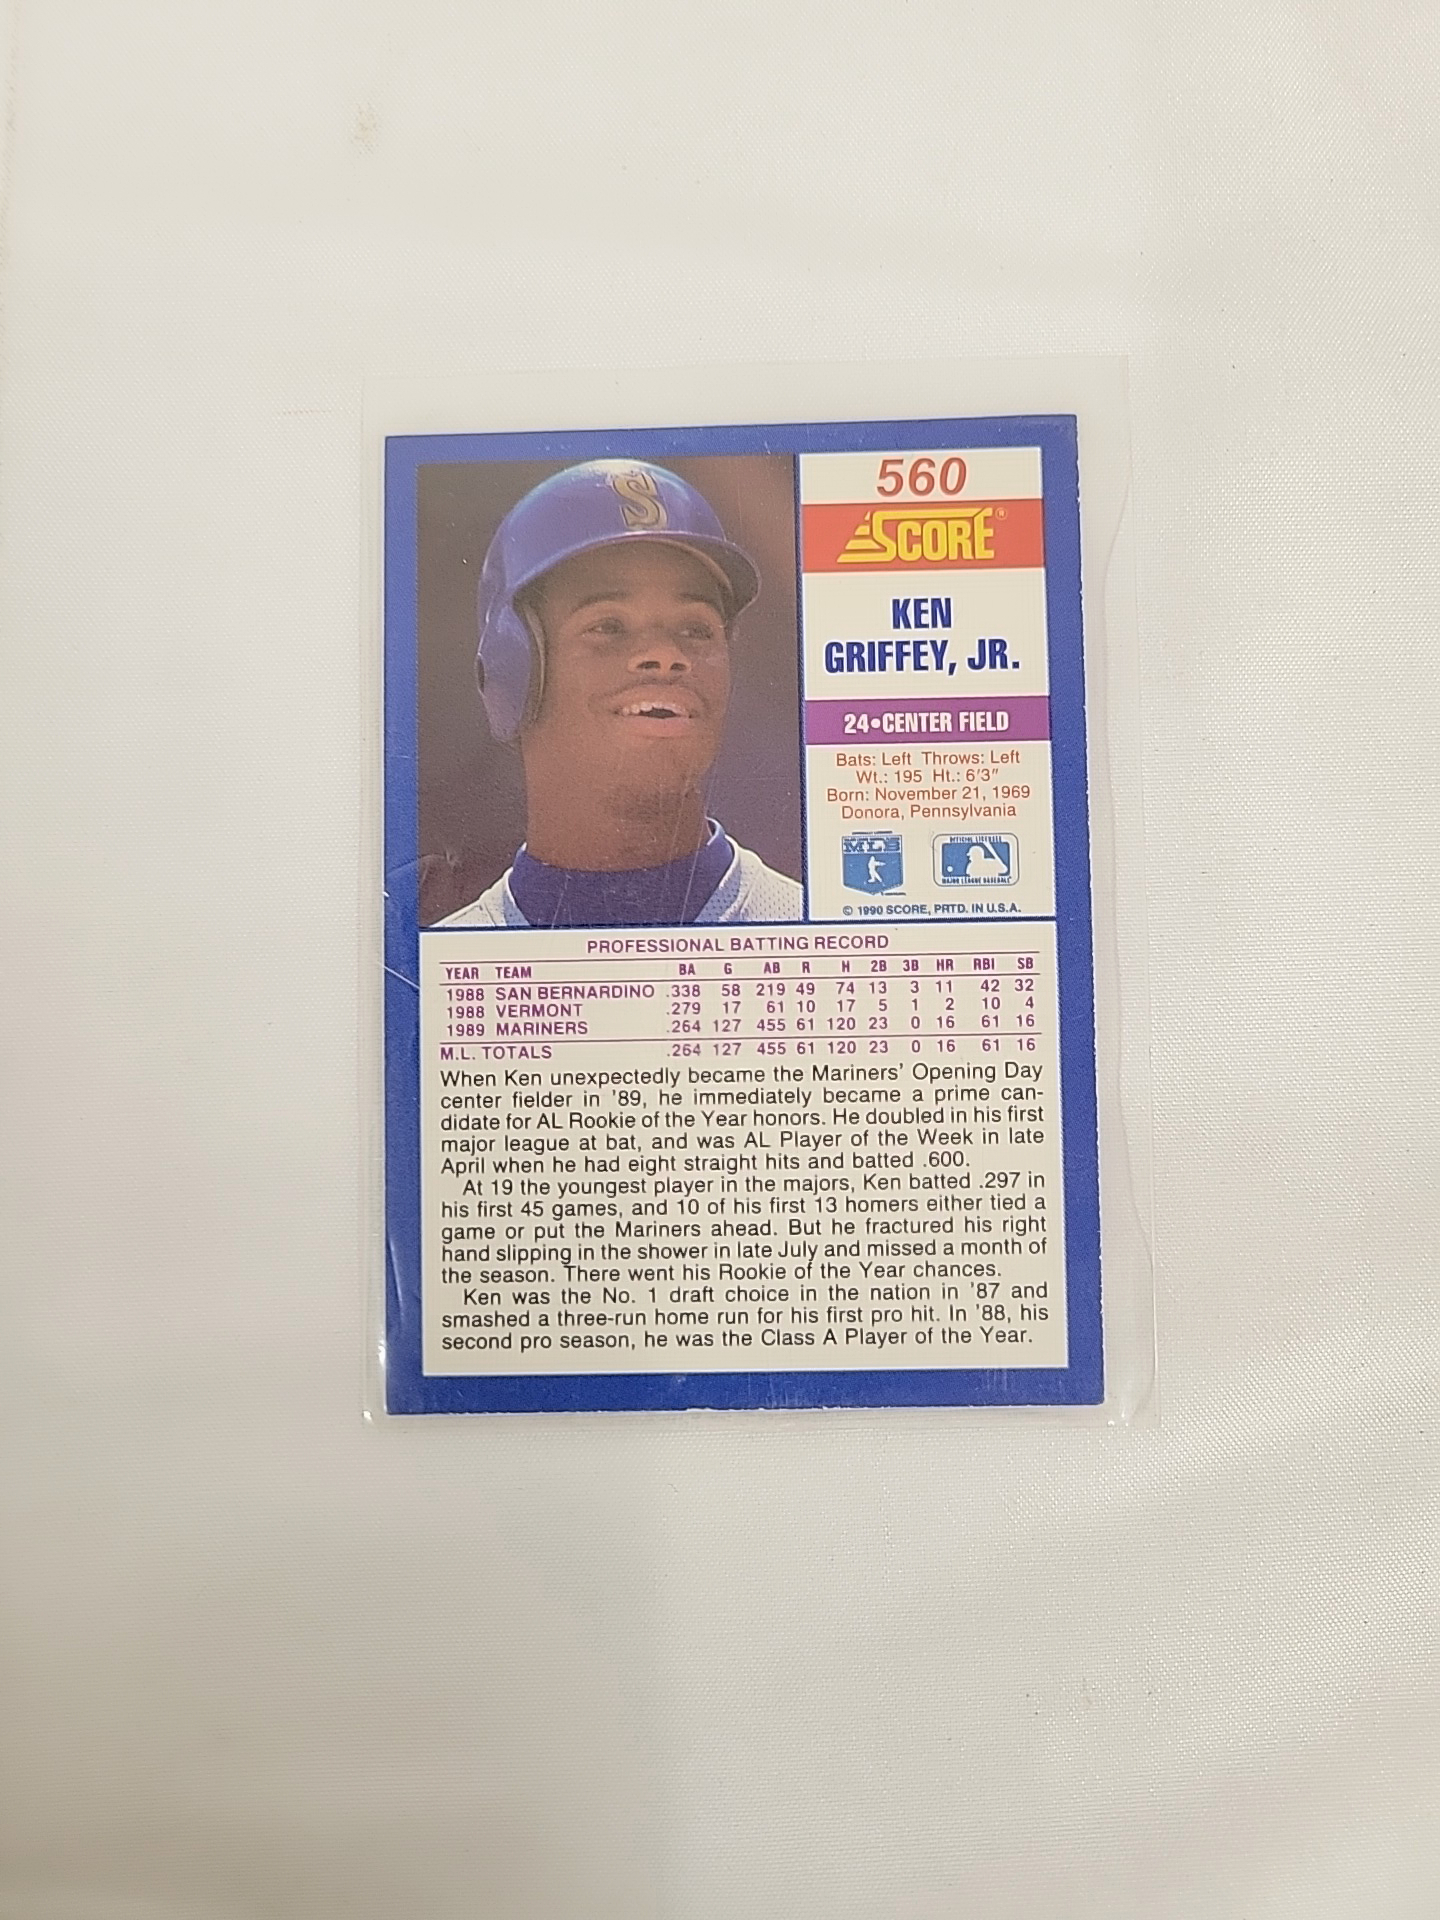 560
SCORE®
KEN
GRIFFEY, JR.
24•CENTER FIELD
Bats: Left Throws: Left
Wt.: 195 Ht.: 6'3"
Born: November 21, 1969
Donora, Pennsylvania
© 1990 SCORE, PRTD. IN U.S.A.
PROFESSIONAL BATTING RECORD
YEAR TEAM BA G AB R H 2B 3B HR RBI SB
1988 SAN BERNARDINO .338 58 219 49 74 13 3 11 42 32
1988 VERMONT .279 17 61 10 17 5 1 2 10 4
1989 MARINERS .264 127 455 61 120 23 0 16 61 16
M.L. TOTALS .264 127 455 61 120 23 0 16 61 16
When Ken unexpectedly became the Mariners' Opening Day
center fielder in '89, he immediately became a prime can-
didate for AL Rookie of the Year honors. He doubled in his first
major league at bat, and was AL Player of the Week in late
April when he had eight straight hits and batted .600.
At 19 the youngest player in the majors, Ken batted .297 in
his first 45 games, and 10 of his first 13 homers either tied a
game or put the Mariners ahead. But he fractured his right
hand slipping in the shower in late July and missed a month of
the season. There went his Rookie of the Year chances.
Ken was the No. 1 draft choice in the nation in '87 and
smashed a three-run home run for his first pro hit. In '88, his
second pro season, he was the Class A Player of the Year.